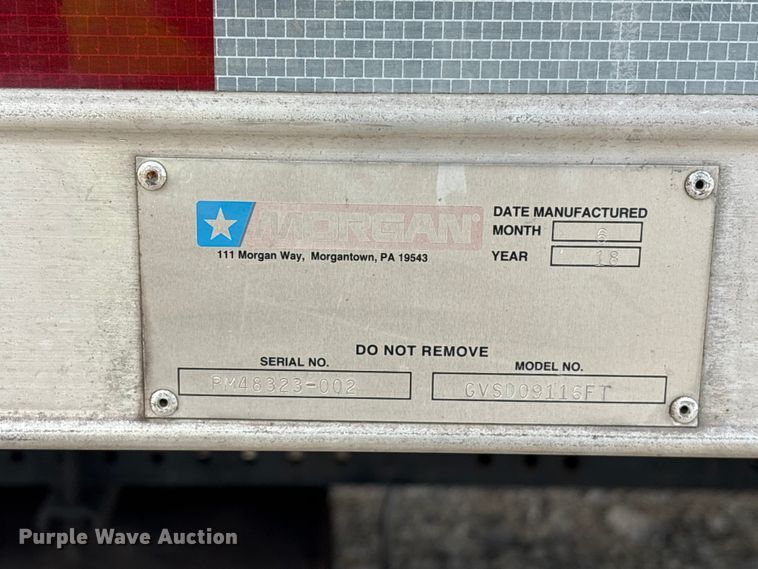 MORGAN®
111 Morgan Way, Morgantown, PA 19543
DATE MANUFACTURED
MONTH 6
YEAR 18
DO NOT REMOVE
SERIAL NO.
PM48323-002
MODEL NO.
GVSD09116FT
Purple Wave Auction